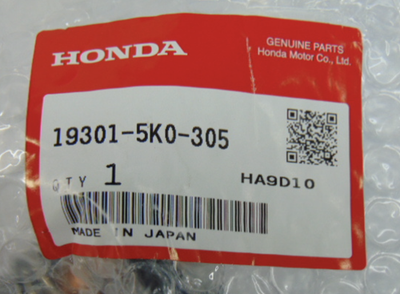 HONDA
GENUINE PARTS
Honda Motor Co., Ltd.
19301-5K0-305
QTY 1
HA9D10
MADE IN JAPAN